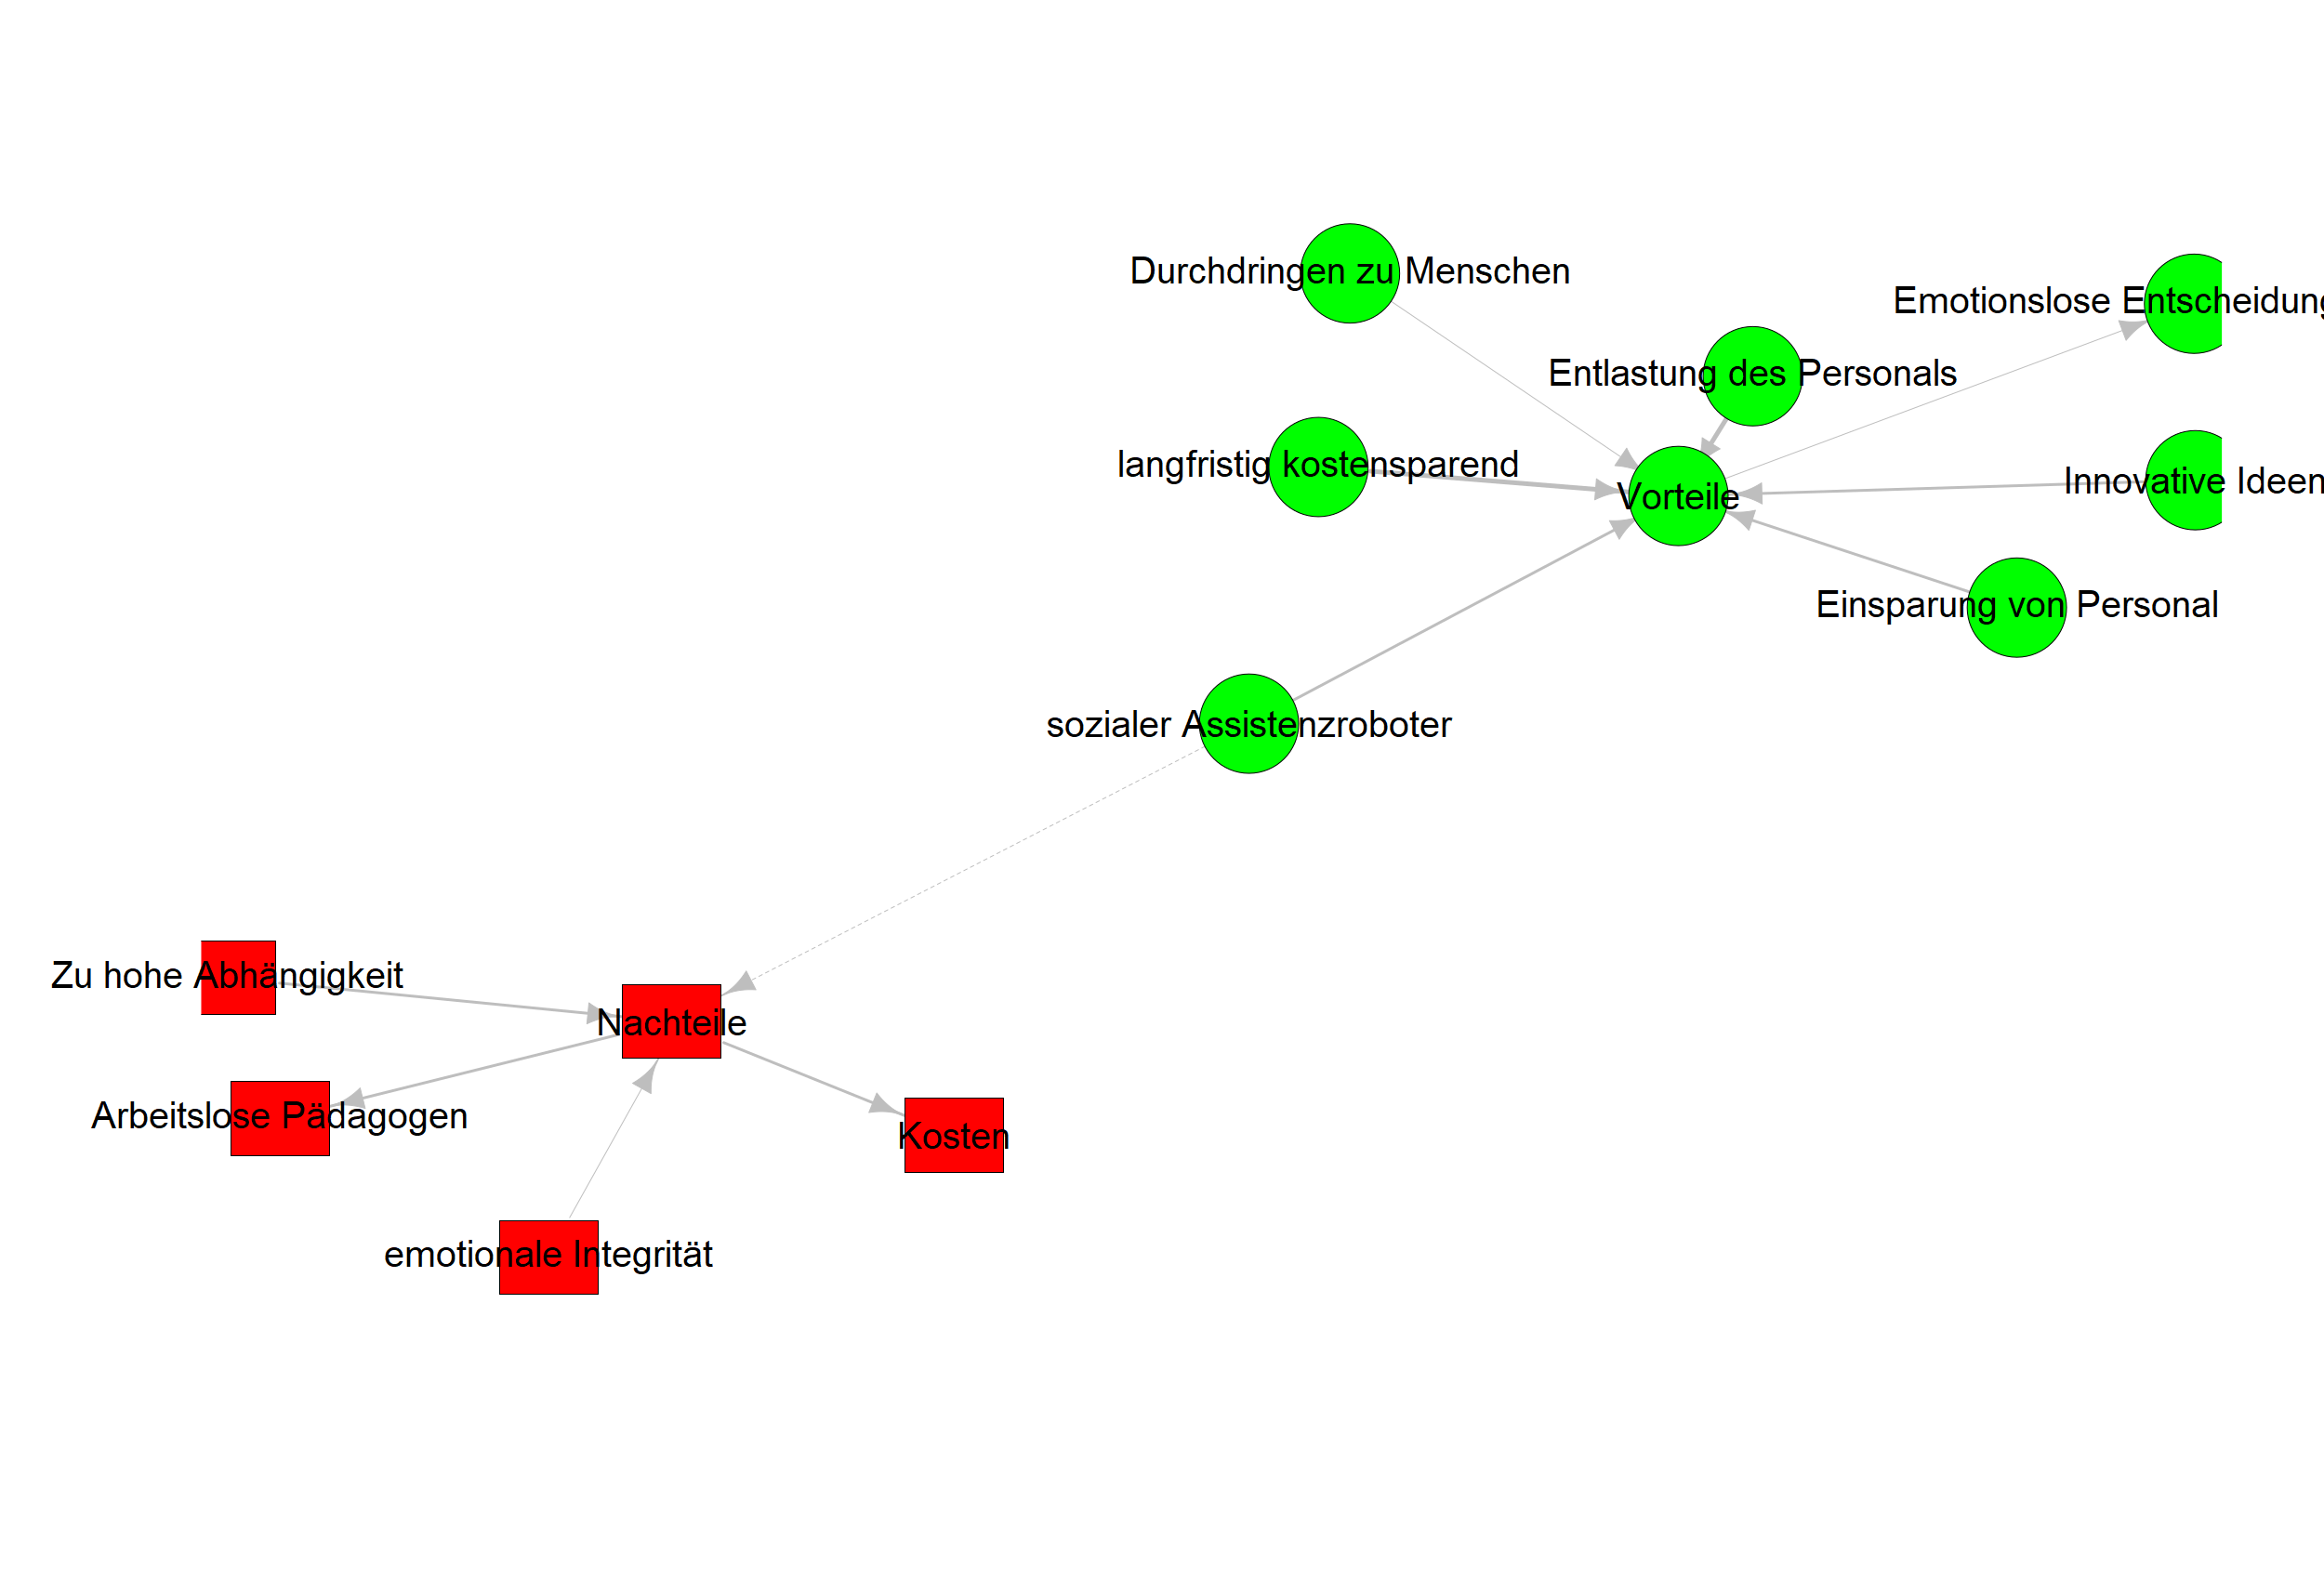 Durchdringen zu Menschen
Emotionslose Entscheidung
Entlastung des Personals
langfristig kostensparend
Innovative Ideen
Vorteile
Einsparung von Personal
sozialer Assistenzroboter
Zu hohe Abhängigkeit
Nachteile
Arbeitslose Pädagogen
Kosten
emotionale Integrität